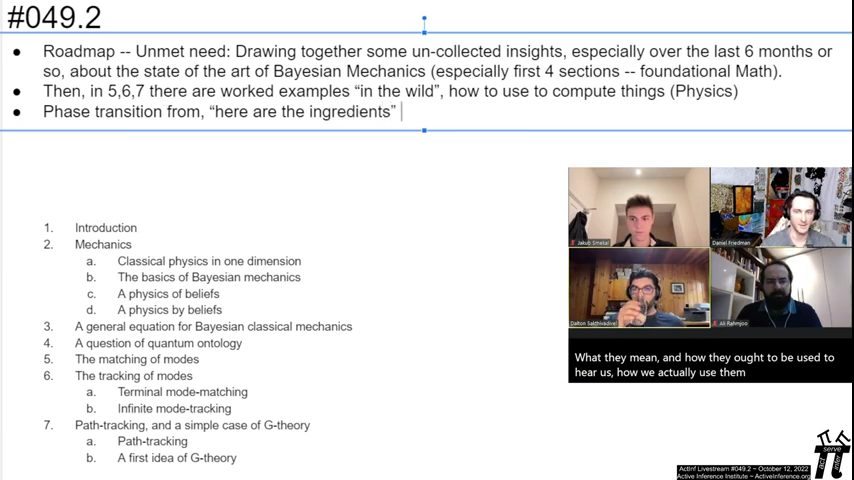 #049.2
● Roadmap -- Unmet need: Drawing together some un-collected insights, especially over the last 6 months or
so, about the state of the art of Bayesian Mechanics (especially first 4 sections -- foundational Math).
● Then, in 5,6,7 there are worked examples “in the wild”, how to use to compute things (Physics)
● Phase transition from, “here are the ingredients”
1. Introduction
2. Mechanics
a. Classical physics in one dimension
b. The basics of Bayesian mechanics
c. A physics of beliefs
d. A physics by beliefs
3. A general equation for Bayesian classical mechanics
4. A question of quantum ontology
5. The matching of modes
6. The tracking of modes
a. Terminal mode-matching
b. Infinite mode-tracking
7. Path-tracking, and a simple case of G-theory
a. Path-tracking
b. A first idea of G-theory
Jakub Smekal
Daniel Friedman
Dalton Sakthivadivel
Ali Rahmjoo
What they mean, and how they ought to be used to
hear us, how we actually use them
serve
act
infer
ActInf Livestream #049.2 ~ October 12, 2022
Active Inference Institute ~ ActiveInference.org